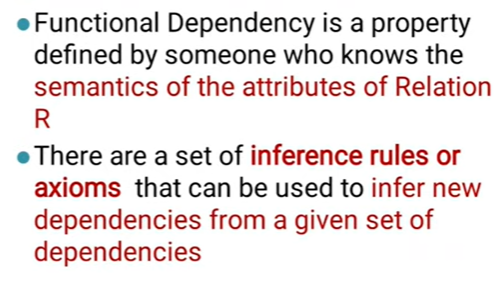 ●Functional Dependency is a property
defined by someone who knows the
semantics of the attributes of Relation
R
●There are a set of inference rules or
axioms that can be used to infer new
dependencies from a given set of
dependencies